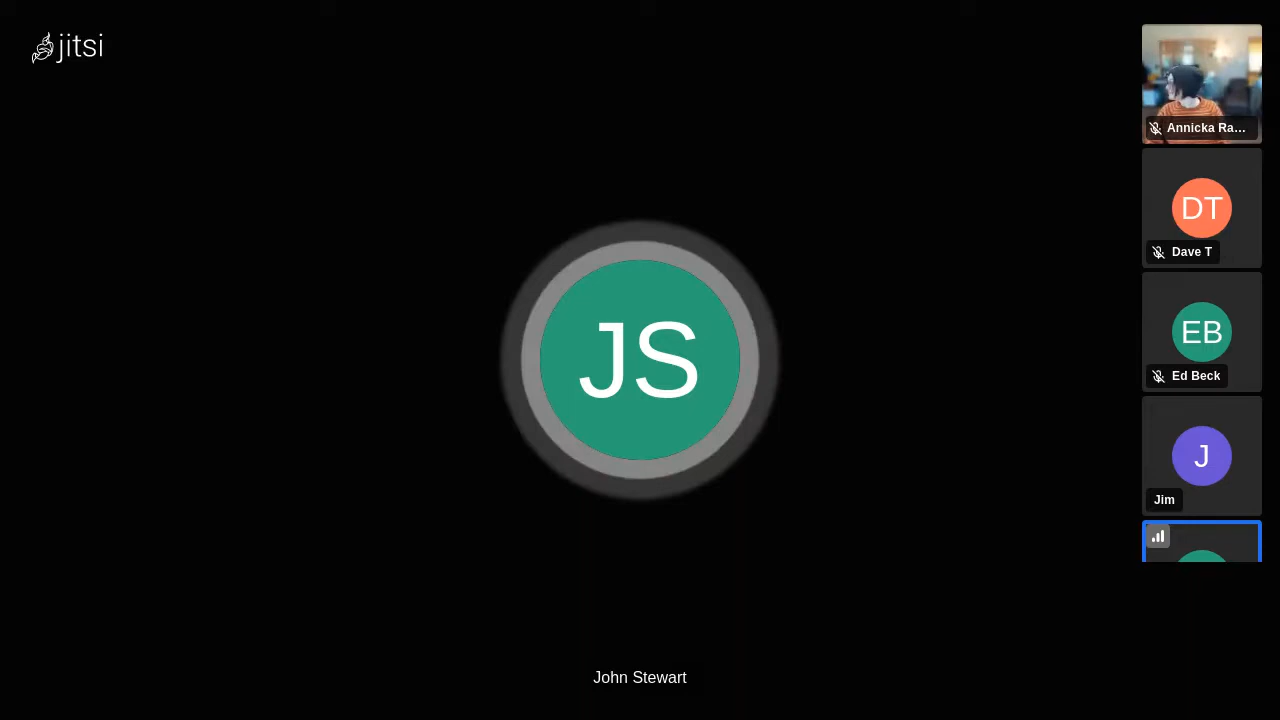 jitsi
Annicka Ra...
DT
Dave T
EB
Ed Beck
J
Jim
JS
John Stewart